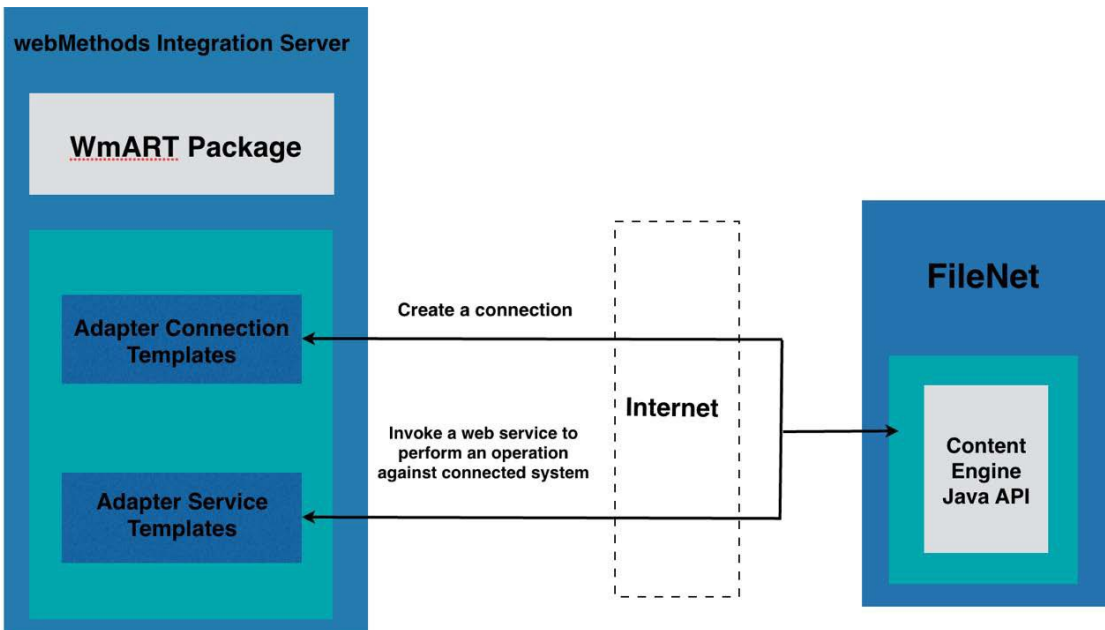 webMethods Integration Server
WmART Package
Adapter Connection
Templates
Adapter Service
Templates
Create a connection
Invoke a web service to
perform an operation
against connected system
Internet
FileNet
Content
Engine
Java API